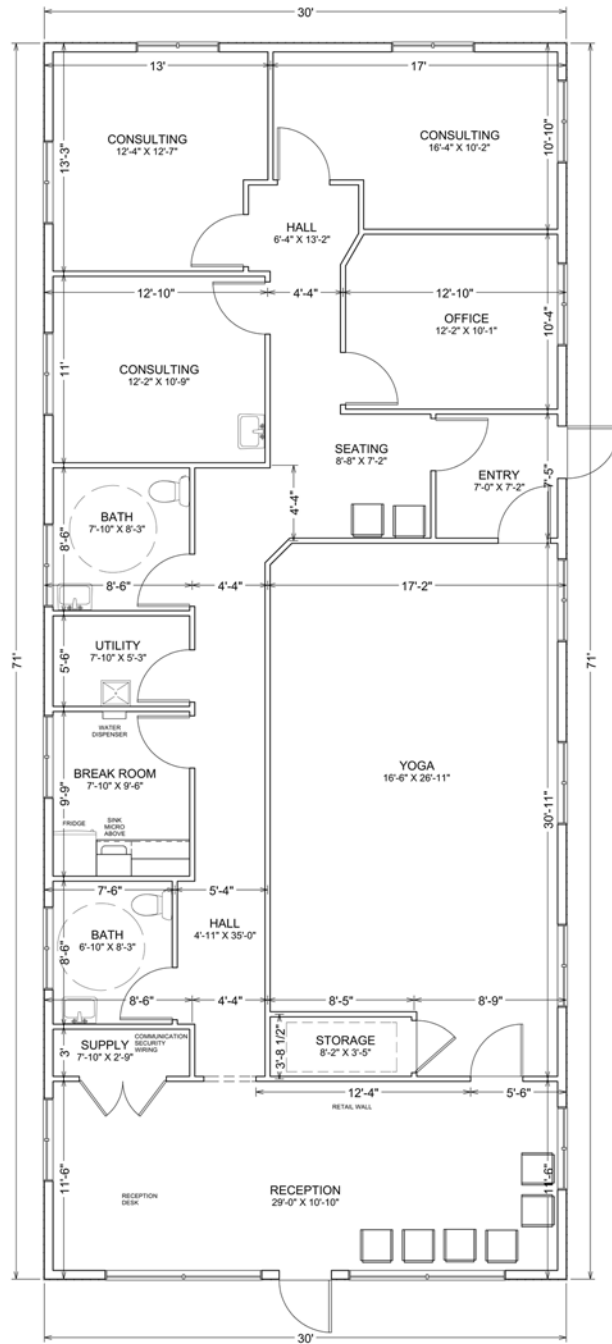 30'
13'
17'
CONSULTING
12'-4" X 12'-7"
CONSULTING
16'-4" X 10'-2"
13'-3"
10'-10"
HALL
6'-4" X 13'-2"
12'-10"
4'-4"
12'-10"
OFFICE
12'-2" X 10'-1"
10'-4"
CONSULTING
12'-2" X 10'-9"
11'
SEATING
8'-8" X 7'-2"
ENTRY
7'-0" X 7'-2"
7'-5"
4'-4"
BATH
7'-10" X 8'-3"
8'-6"
8'-6"
4'-4"
17'-2"
UTILITY
7'-10" X 5'-3"
5'-6"
71'
71'
WATER
DISPENSER
BREAK ROOM
7'-10" X 9'-6"
9'-9"
YOGA
16'-6" X 26'-11"
30'-11"
FRIDGE
SINK
MICRO
ABOVE
7'-6"
5'-4"
BATH
6'-10" X 8'-3"
8'-6"
HALL
4'-11" X 35'-0"
8'-6"
4'-4"
8'-5"
8'-9"
SUPPLY
7'-10" X 2'-9"
COMMUNICATION
SECURITY
WIRING
3'
3'-8 1/2"
STORAGE
8'-2" X 3'-5"
12'-4"
5'-6"
RETAIL WALL
11'-6"
RECEPTION
DESK
RECEPTION
29'-0" X 10'-10"
11'-6"
30'